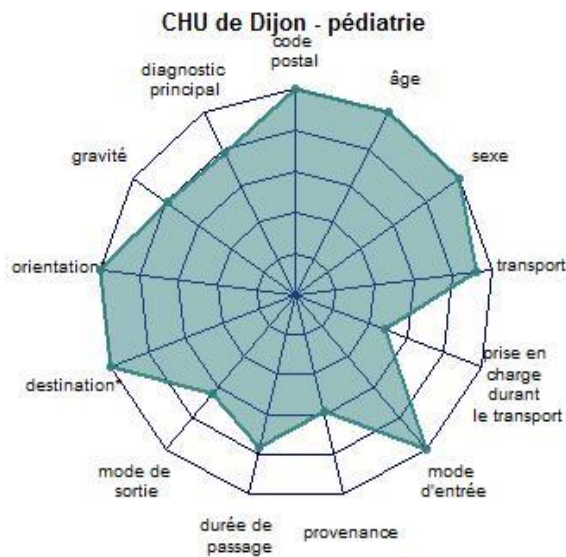 CHU de Dijon - pédiatrie
code
postal
âge
sexe
transport
prise en
charge
durant
le transport
mode
d'entrée
provenance
durée de
passage
mode de
sortie
destination*
orientation*
gravité
diagnostic
principal